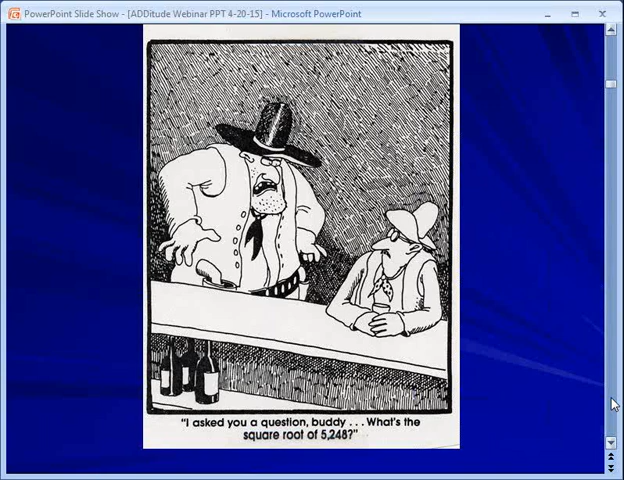 PowerPoint Slide Show - [ADDitude Webinar PPT 4-20-15] - Microsoft PowerPoint
"I asked you a question, buddy . . . What's the
square root of 5,248?"